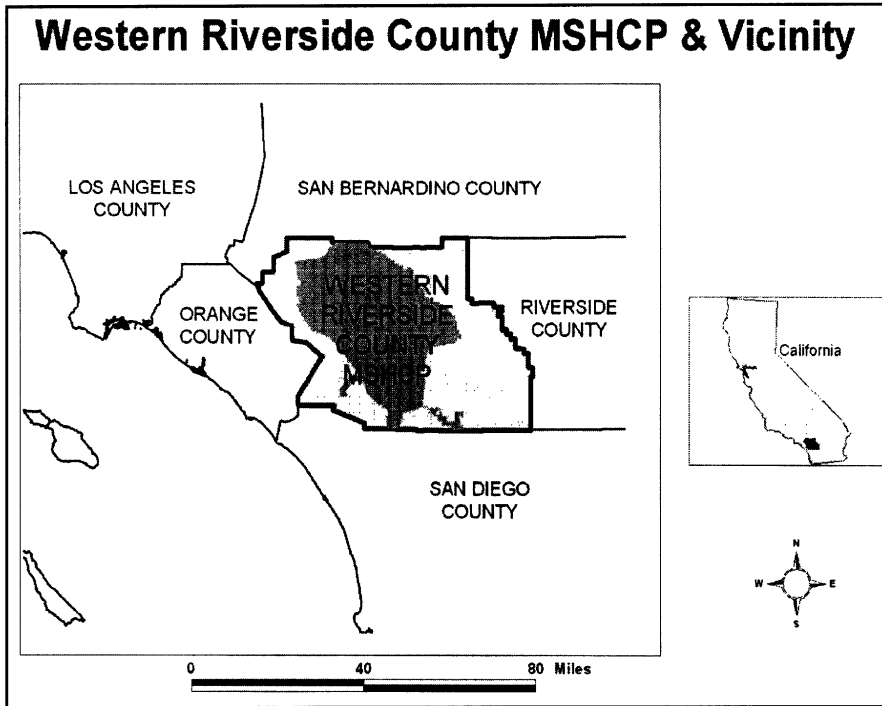 Western Riverside County MSHCP & Vicinity
LOS ANGELES
COUNTY
SAN BERNARDINO COUNTY
ORANGE
COUNTY
WESTERN
RIVERSIDE
COUNTY
MSHCP
RIVERSIDE
COUNTY
SAN DIEGO
COUNTY
California
N
W
E
S
0
40
80 Miles